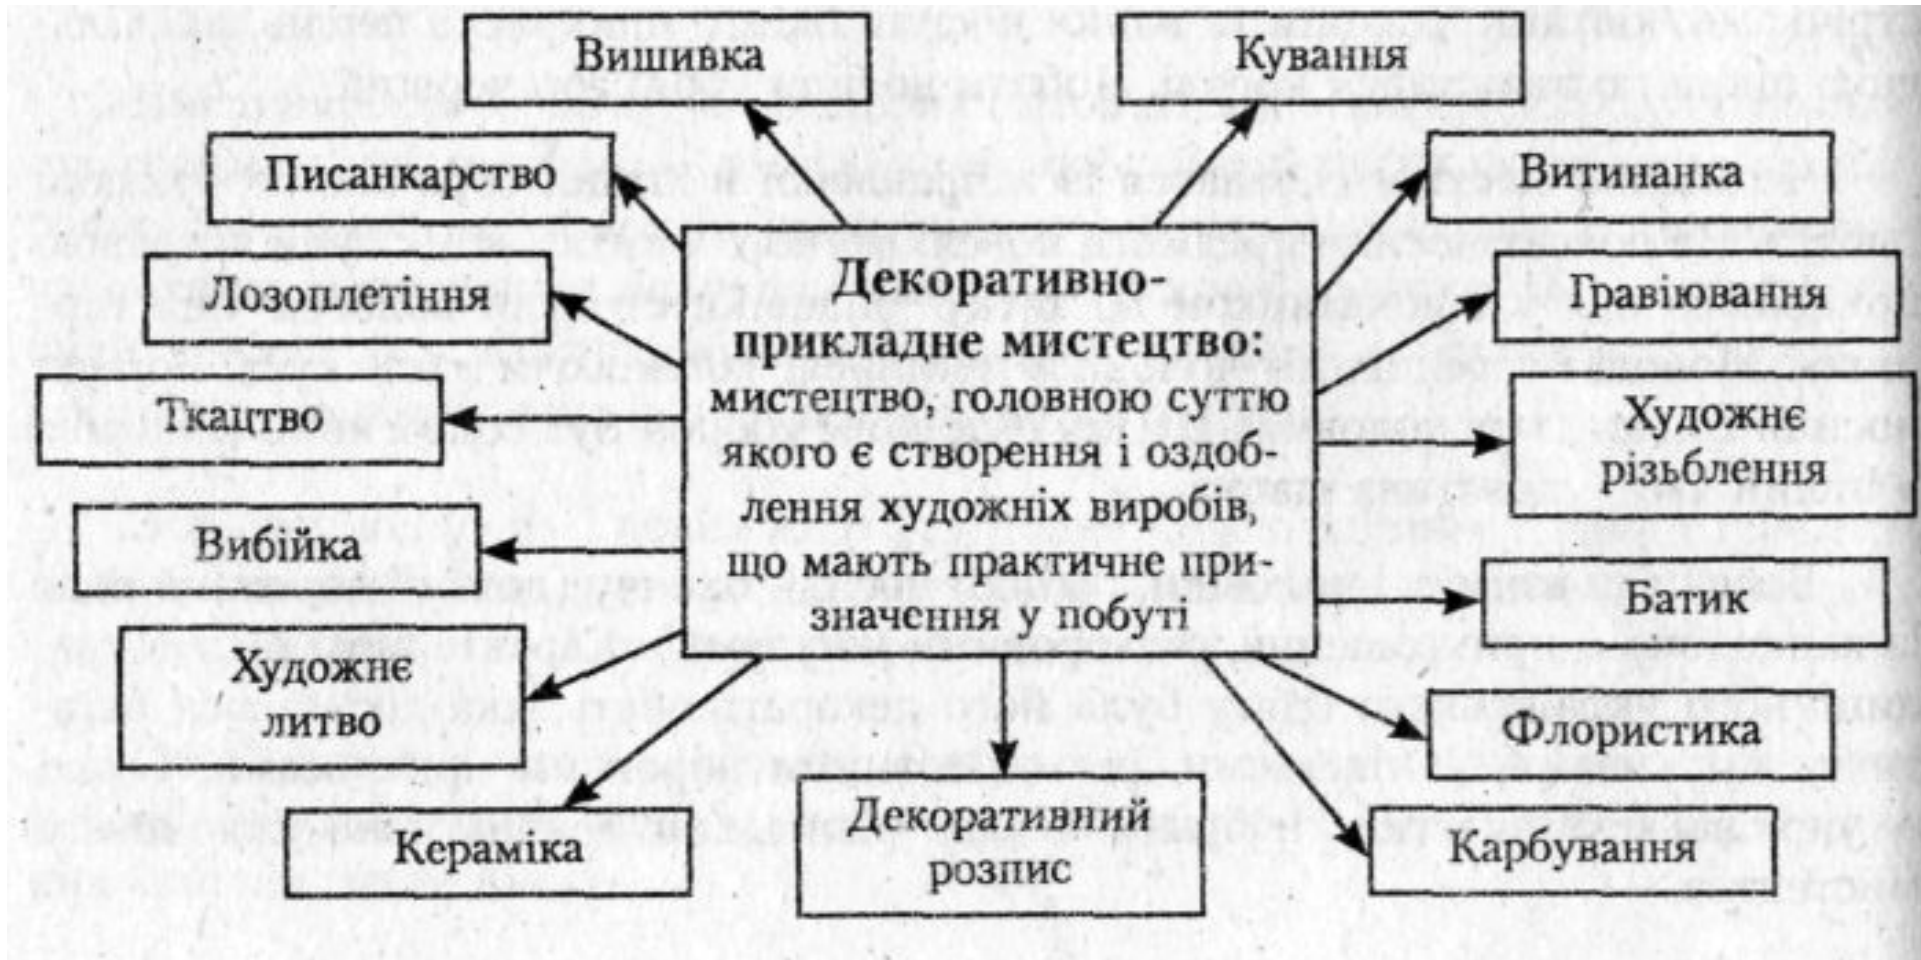 Вишивка
Кування
Писанкарство
Витинанка
Лозоплетіння
Гравіювання
Ткацтво
Художнє
різьблення
Вибійка
Батик
Художнє
литво
Флористика
Кераміка
Декоративний
розпис
Карбування
Декоративно-
прикладне мистецтво:
мистецтво, головною суттю
якого є створення і оздоб-
лення художніх виробів,
що мають практичне при-
значення у побуті